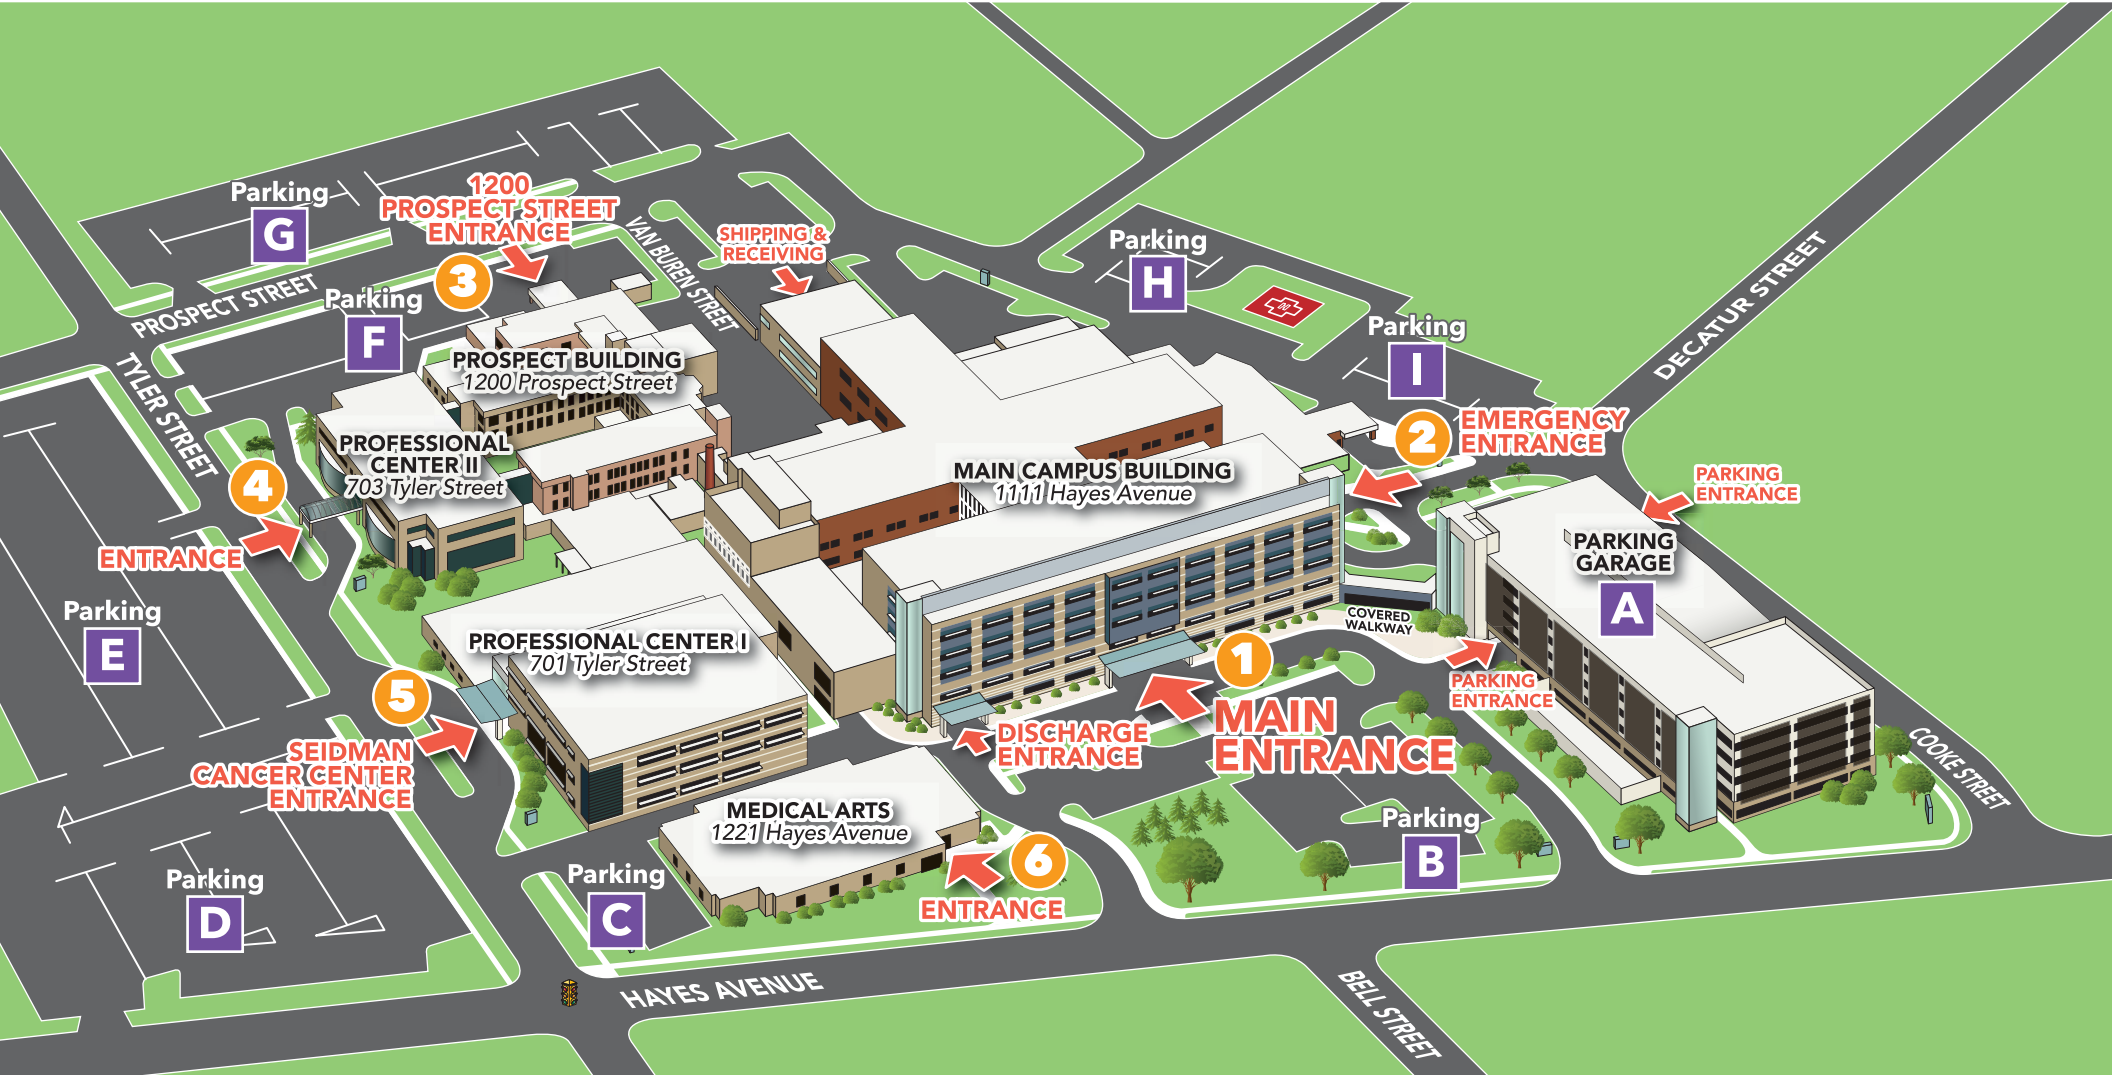 Parking
G
1200
PROSPECT STREET
ENTRANCE
3
VAN BUREN STREET
SHIPPING &
RECEIVING
Parking
H
PROSPECT STREET
Parking
F
DECATUR STREET
Parking
I
TYLER STREET
PROSPECT BUILDING
1200 Prospect Street
2
EMERGENCY
ENTRANCE
PROFESSIONAL
CENTER II
703 Tyler Street
4
ENTRANCE
MAIN CAMPUS BUILDING
1111 Hayes Avenue
PARKING
ENTRANCE
PARKING
GARAGE
A
Parking
E
COVERED
WALKWAY
PROFESSIONAL CENTER I
701 Tyler Street
1
MAIN
ENTRANCE
PARKING
ENTRANCE
5
SEIDMAN
CANCER CENTER
ENTRANCE
DISCHARGE
ENTRANCE
COOKE STREET
MEDICAL ARTS
1221 Hayes Avenue
Parking
B
6
ENTRANCE
Parking
C
Parking
D
HAYES AVENUE
BELL STREET